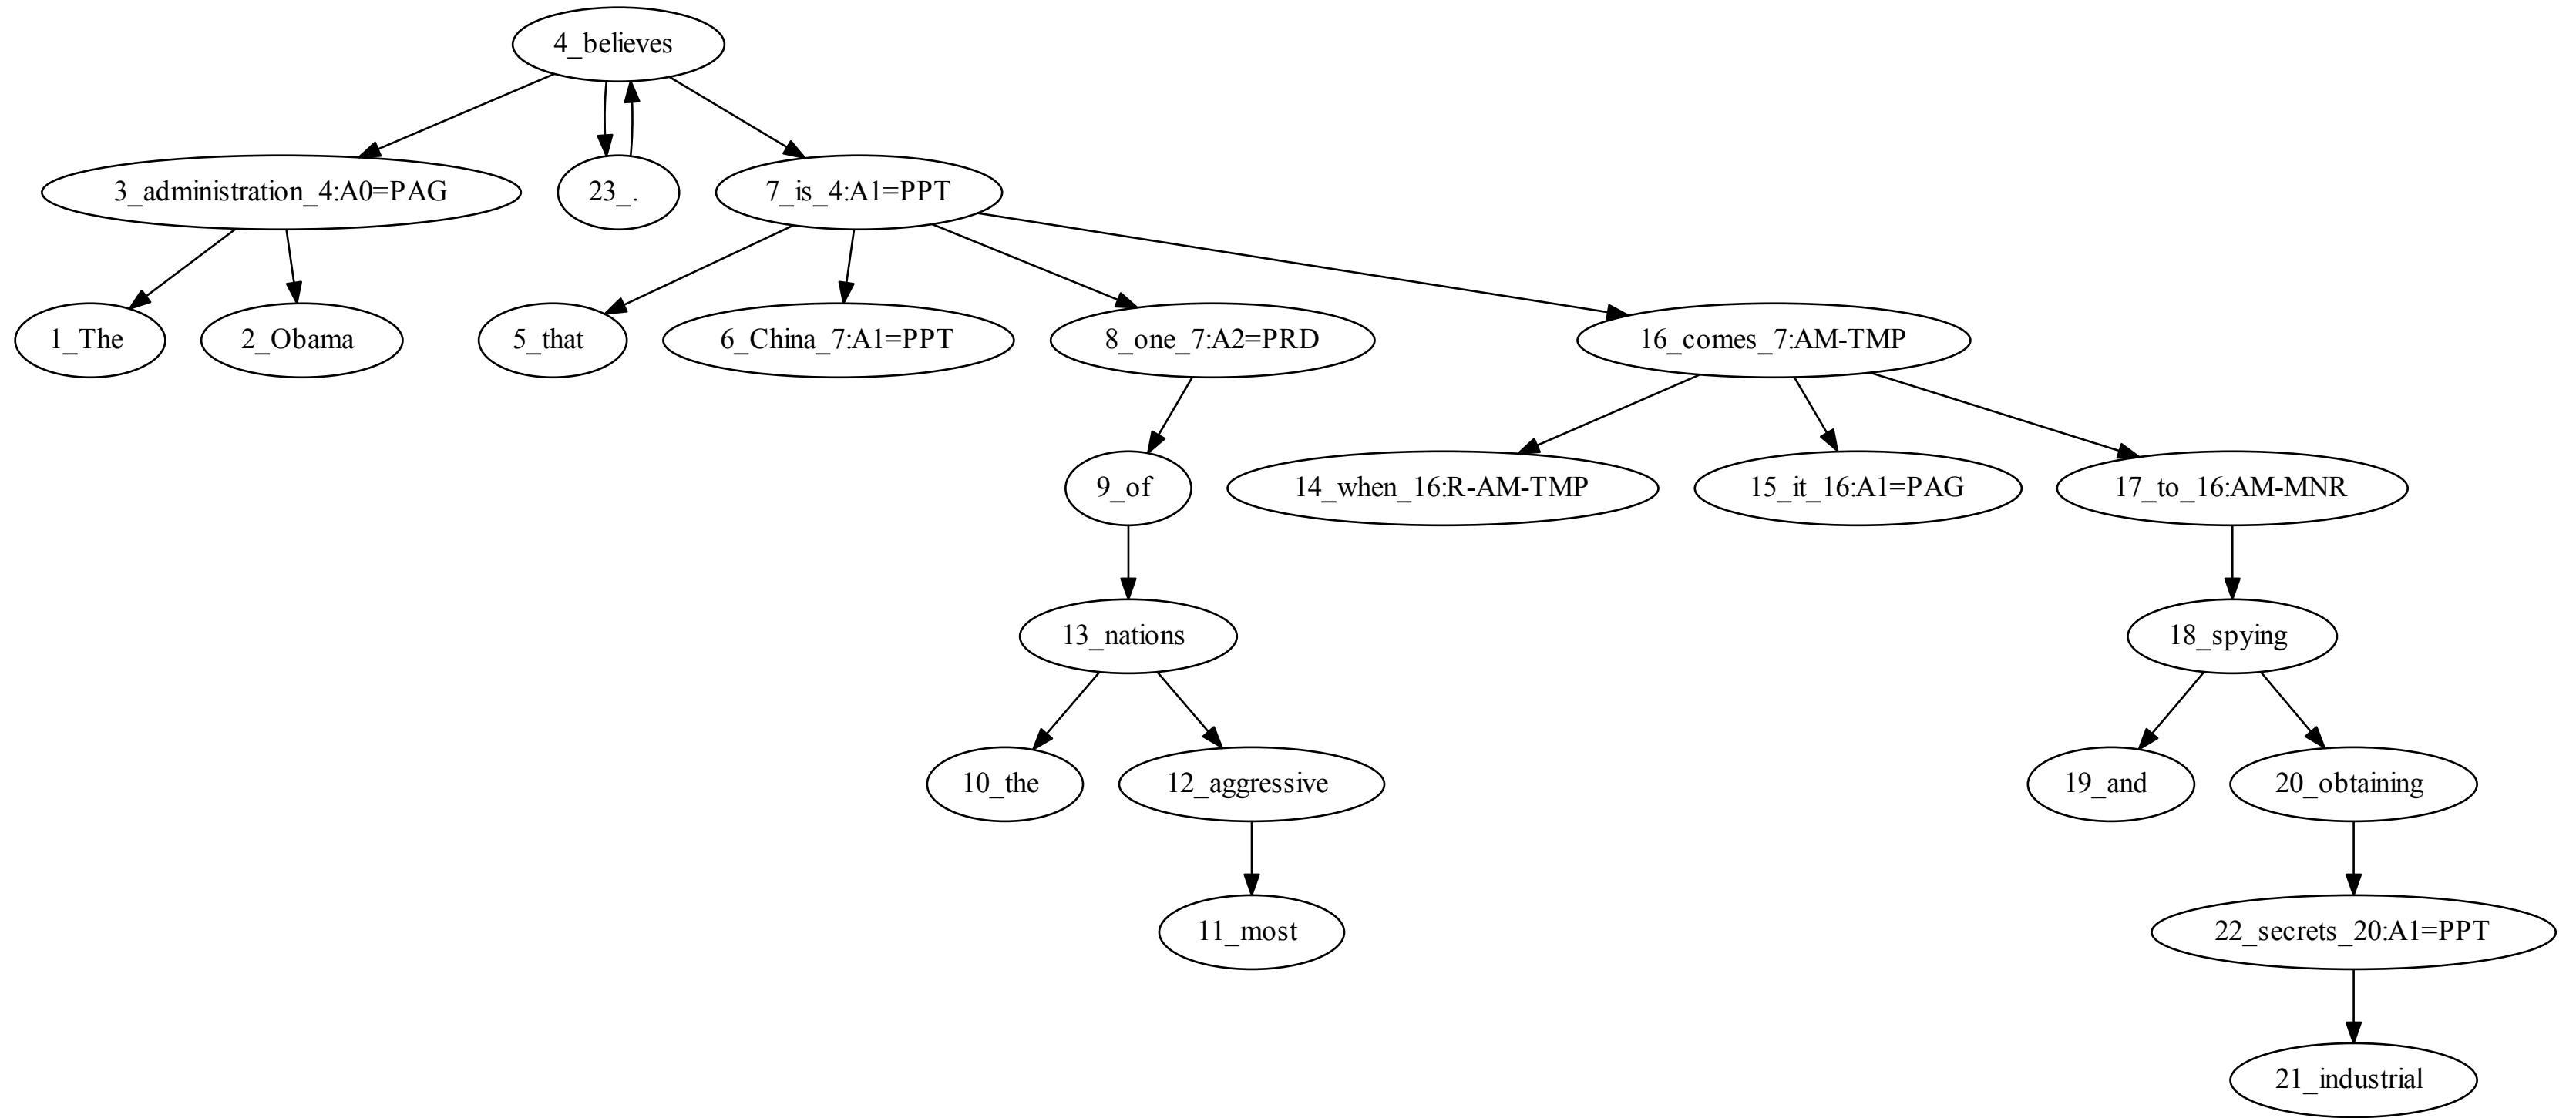 4_believes
3_administration_4:A0=PAG
23_.
7_is_4:A1=PPT
1_The
2_Obama
5_that
6_China_7:A1=PPT
8_one_7:A2=PRD
16_comes_7:AM-TMP
9_of
14_when_16:R-AM-TMP
15_it_16:A1=PAG
17_to_16:AM-MNR
13_nations
18_spying
10_the
12_aggressive
19_and
20_obtaining
11_most
22_secrets_20:A1=PPT
21_industrial